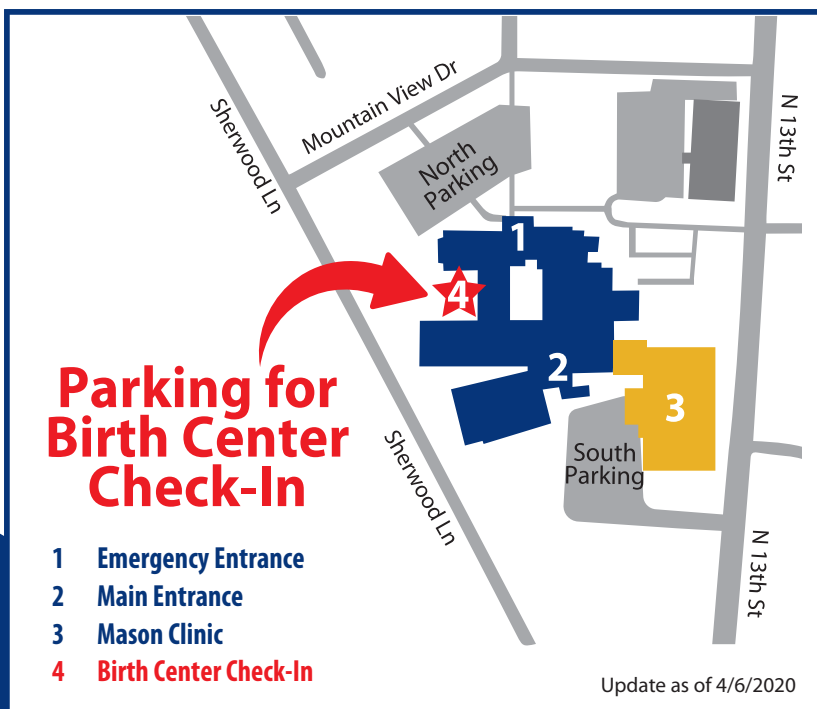 Mountain View Dr
Sherwood Ln
N 13th St
North
Parking
1
4
2
3
Parking for
Birth Center
Check-In
South
Parking
Sherwood Ln
N 13th St
1 Emergency Entrance
2 Main Entrance
3 Mason Clinic
4 Birth Center Check-In
Update as of 4/6/2020